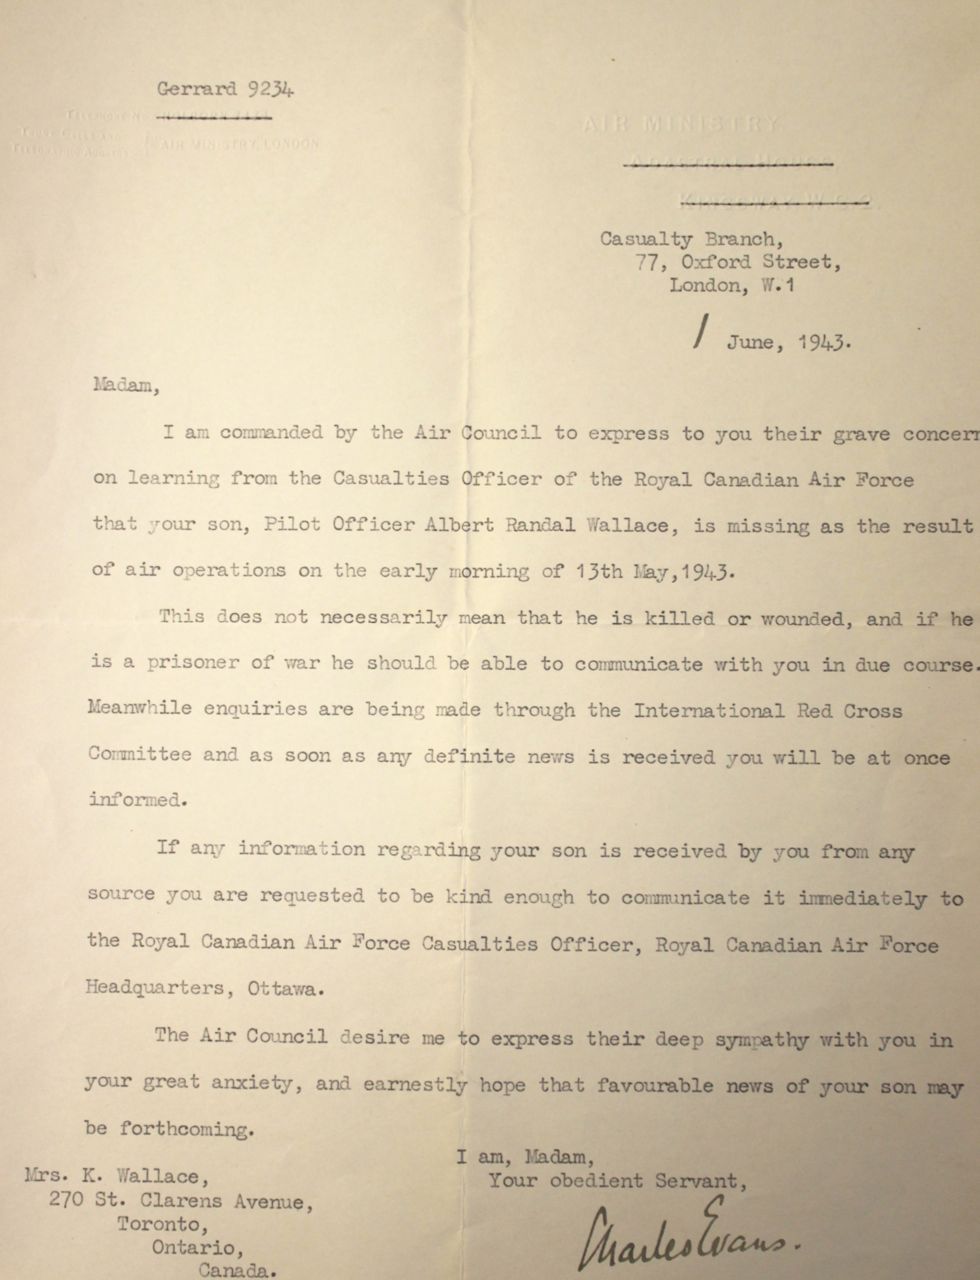 Gerrard 9234
TELEPHONE
AIR MINISTRY, LONDON
AIR MINISTRY,
Casualty Branch,
77, Oxford Street,
London, W.1
1 June, 1943.
Madam,
I am commanded by the Air Council to express to you their grave concern
on learning from the Casualties Officer of the Royal Canadian Air Force
that your son, Pilot Officer Albert Randal Wallace, is missing as the result
of air operations on the early morning of 13th May,1943.
This does not necessarily mean that he is killed or wounded, and if he
is a prisoner of war he should be able to communicate with you in due course.
Meanwhile enquiries are being made through the International Red Cross
Committee and as soon as any definite news is received you will be at once
informed.
If any information regarding your son is received by you from any
source you are requested to be kind enough to communicate it immediately to
the Royal Canadian Air Force Casualties Officer, Royal Canadian Air Force
Headquarters, Ottawa.
The Air Council desire me to express their deep sympathy with you in
your great anxiety, and earnestly hope that favourable news of your son may
be forthcoming.
I am, Madam,
Your obedient Servant,
Charles Evans.
Mrs. K. Wallace,
270 St. Clarens Avenue,
Toronto,
Ontario,
Canada.